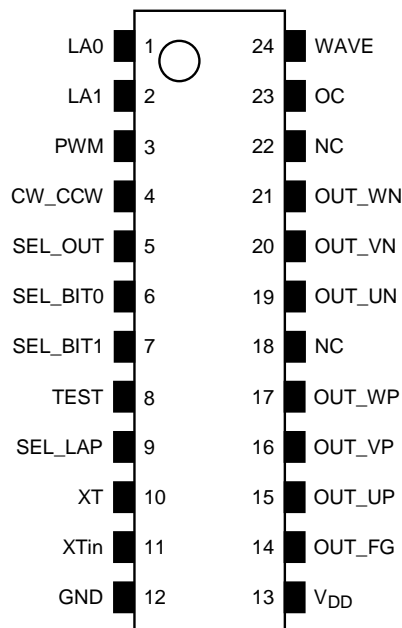 LA0 1 24 WAVE
LA1 2 23 OC
PWM 3 22 NC
CW_CCW 4 21 OUT_WN
SEL_OUT 5 20 OUT_VN
SEL_BIT0 6 19 OUT_UN
SEL_BIT1 7 18 NC
TEST 8 17 OUT_WP
SEL_LAP 9 16 OUT_VP
XT 10 15 OUT_UP
XTin 11 14 OUT_FG
GND 12 13 VDD